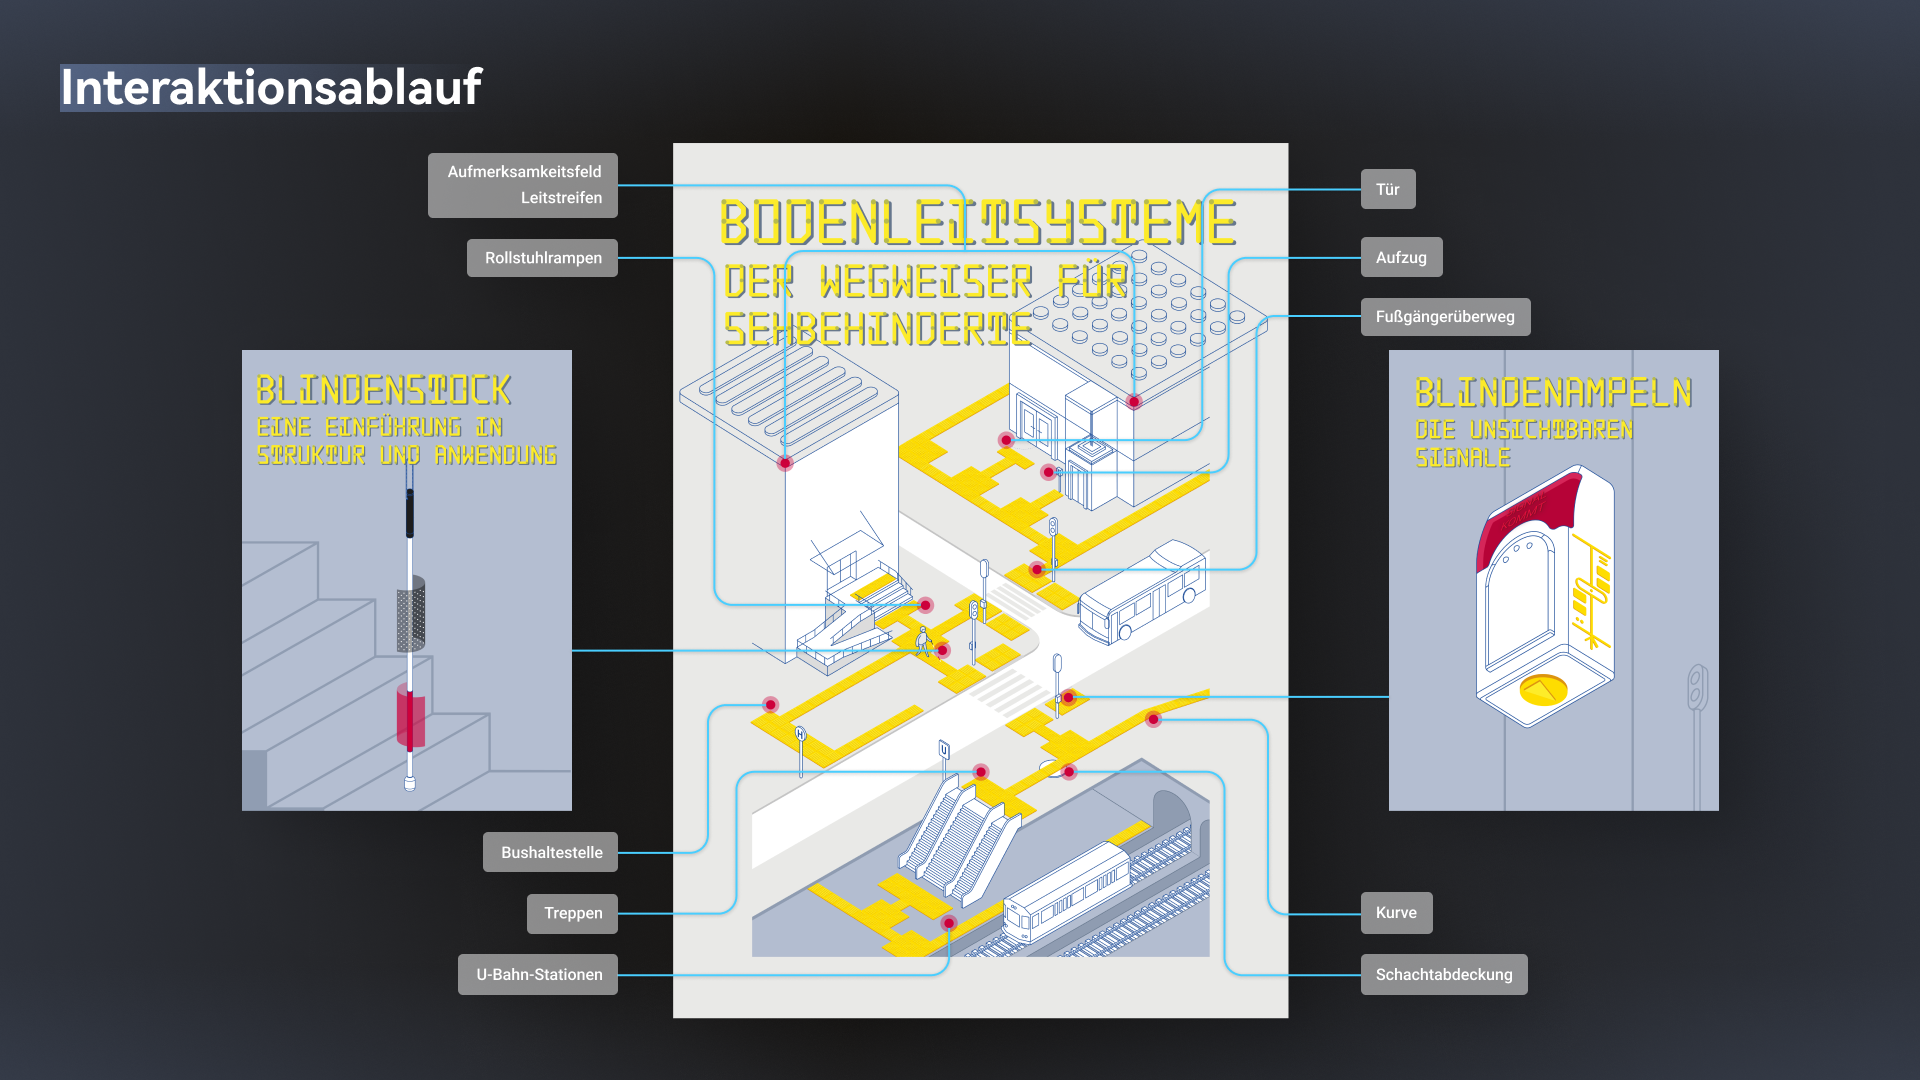 Interaktionsablauf
Aufmerksamkeitsfeld
Leitstreifen
Rollstuhlrampen
Tür
Aufzug
Fußgängerüberweg
BODENLEITSYSTEME
DER WEGWEISER FÜR
SEHBEHINDERTE
BLINDENSTOCK
EINE EINFÜHRUNG IN
STRUKTUR UND ANWENDUNG
BLINDENAMPELN
DIE UNSICHTBAREN
SIGNALE
KOMMT
H
U
Bushaltestelle
Treppen
U-Bahn-Stationen
Kurve
Schachtabdeckung